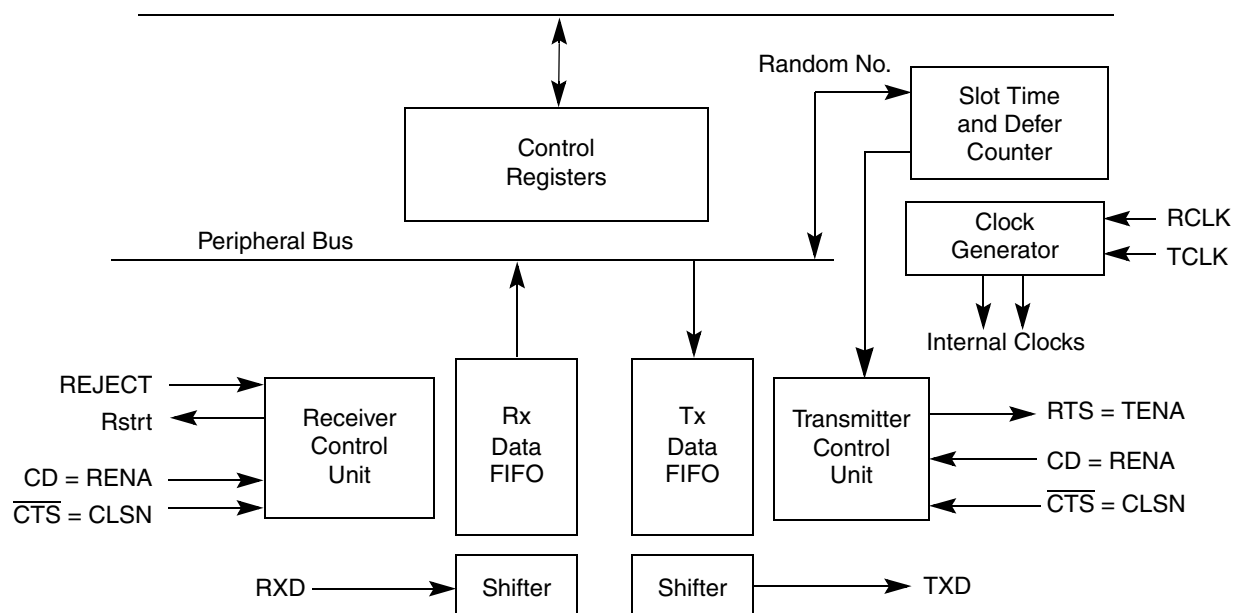 Random No.
Slot Time
and Defer
Counter
Control
Registers
Clock
Generator
RCLK
TCLK
Peripheral Bus
Internal Clocks
REJECT
Rstrt
CD = RENA
C̅T̅S̅ = CLSN
Receiver
Control
Unit
Rx
Data
FIFO
Tx
Data
FIFO
Transmitter
Control
Unit
RTS = TENA
CD = RENA
C̅T̅S̅ = CLSN
RXD
Shifter
Shifter
TXD